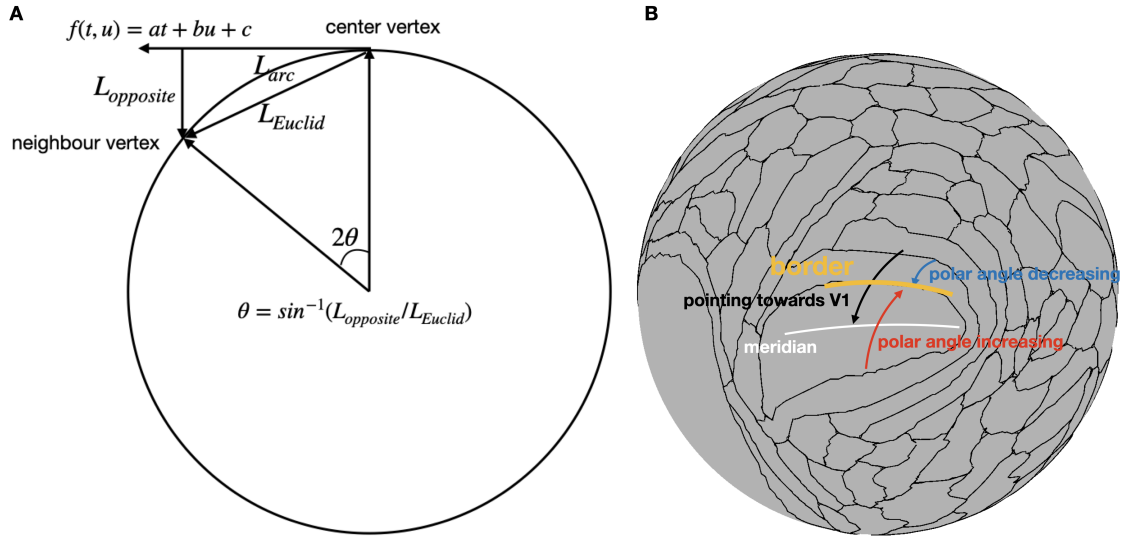 A
f(t, u) = at + bu + c
center vertex
L_arc
L_opposite
L_Euclid
neighbour vertex
2θ
θ = sin⁻¹(L_opposite/L_Euclid)
B
border
polar angle decreasing
pointing towards V1
meridian
polar angle increasing